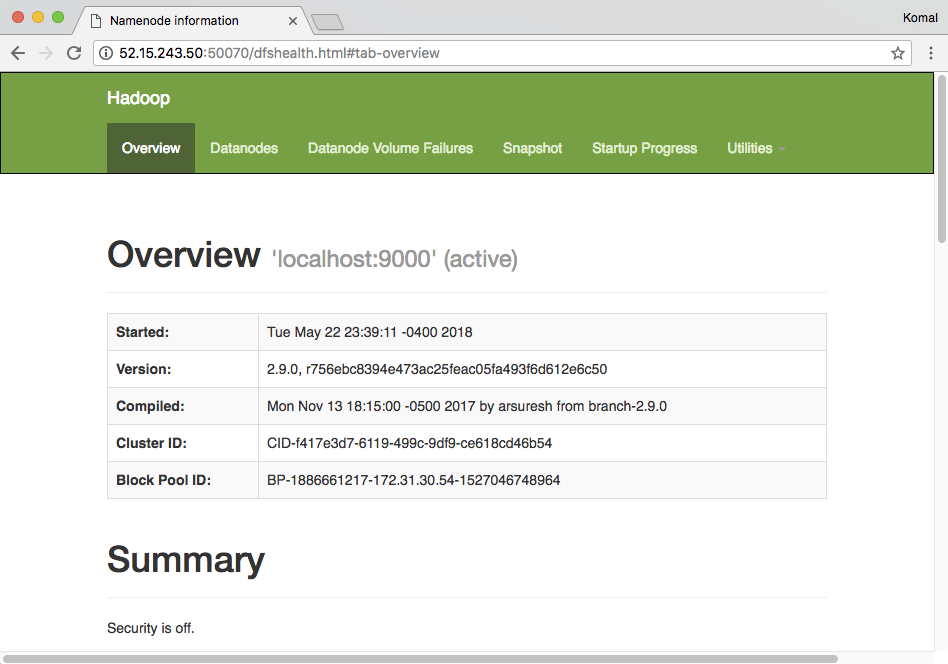 Namenode information
Komal
52.15.243.50:50070/dfshealth.html#tab-overview
Hadoop
Overview Datanodes Datanode Volume Failures Snapshot Startup Progress Utilities
Overview 'localhost:9000' (active)
Started: Tue May 22 23:39:11 -0400 2018
Version: 2.9.0, r756ebc8394e473ac25feac05fa493f6d612e6c50
Compiled: Mon Nov 13 18:15:00 -0500 2017 by arsuresh from branch-2.9.0
Cluster ID: CID-f417e3d7-6119-499c-9df9-ce618cd46b54
Block Pool ID: BP-1886661217-172.31.30.54-1527046748964
Summary
Security is off.